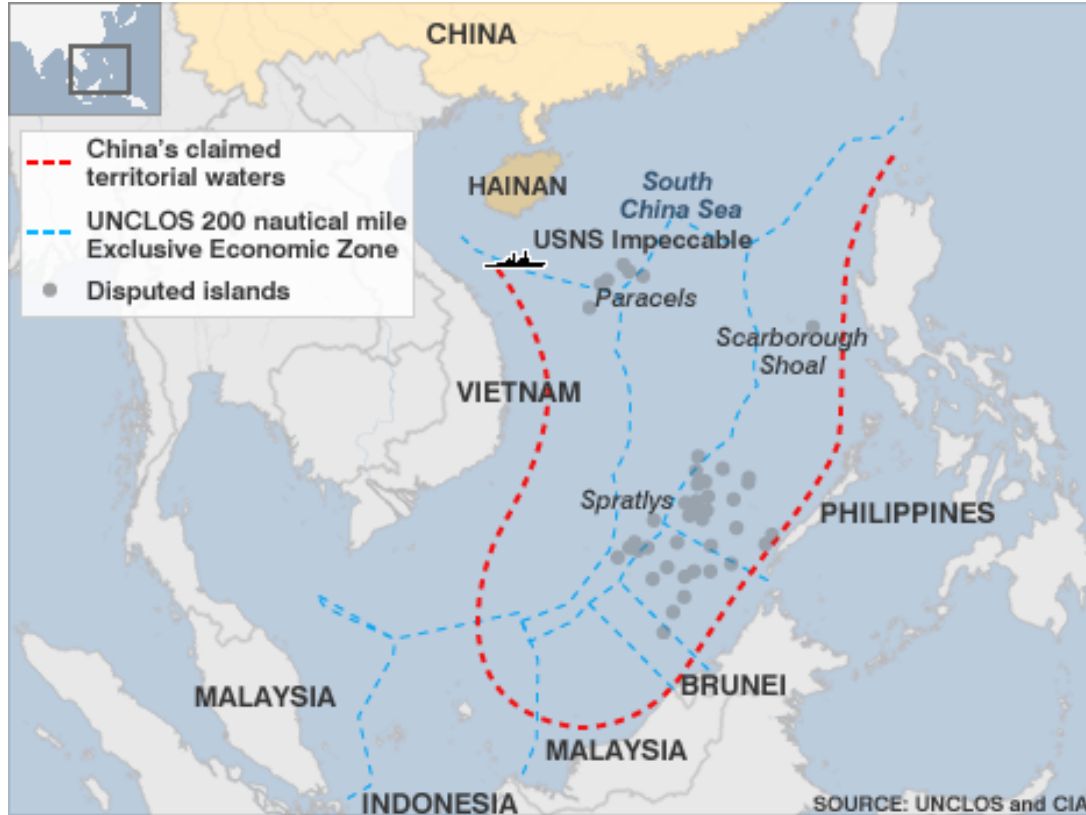 CHINA
China's claimed
territorial waters
UNCLOS 200 nautical mile
Exclusive Economic Zone
Disputed islands
HAINAN
South
China Sea
USNS Impeccable
Paracels
Scarborough
Shoal
VIETNAM
Spratlys
PHILIPPINES
MALAYSIA
BRUNEI
MALAYSIA
INDONESIA
SOURCE: UNCLOS and CIA